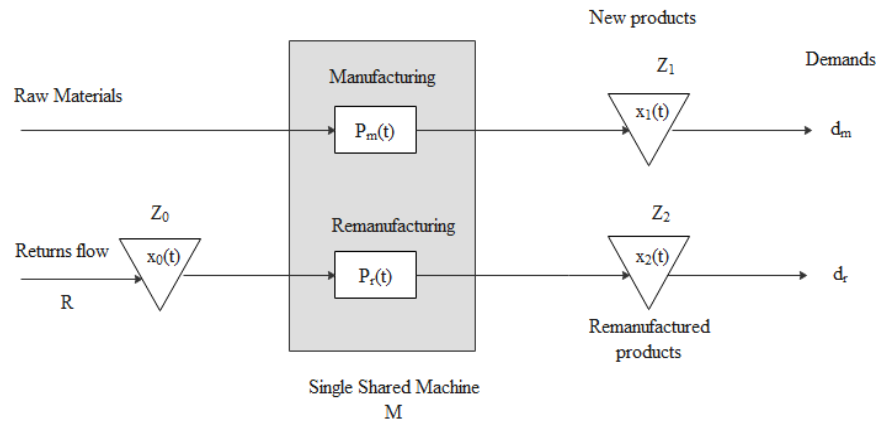 New products
Demands
Z1
Manufacturing
Raw Materials
x1(t)
Pm(t)
dm
Z0
Remanufacturing
Z2
Returns flow
x0(t)
x2(t)
Pr(t)
dr
R
Remanufactured
products
Single Shared Machine
M